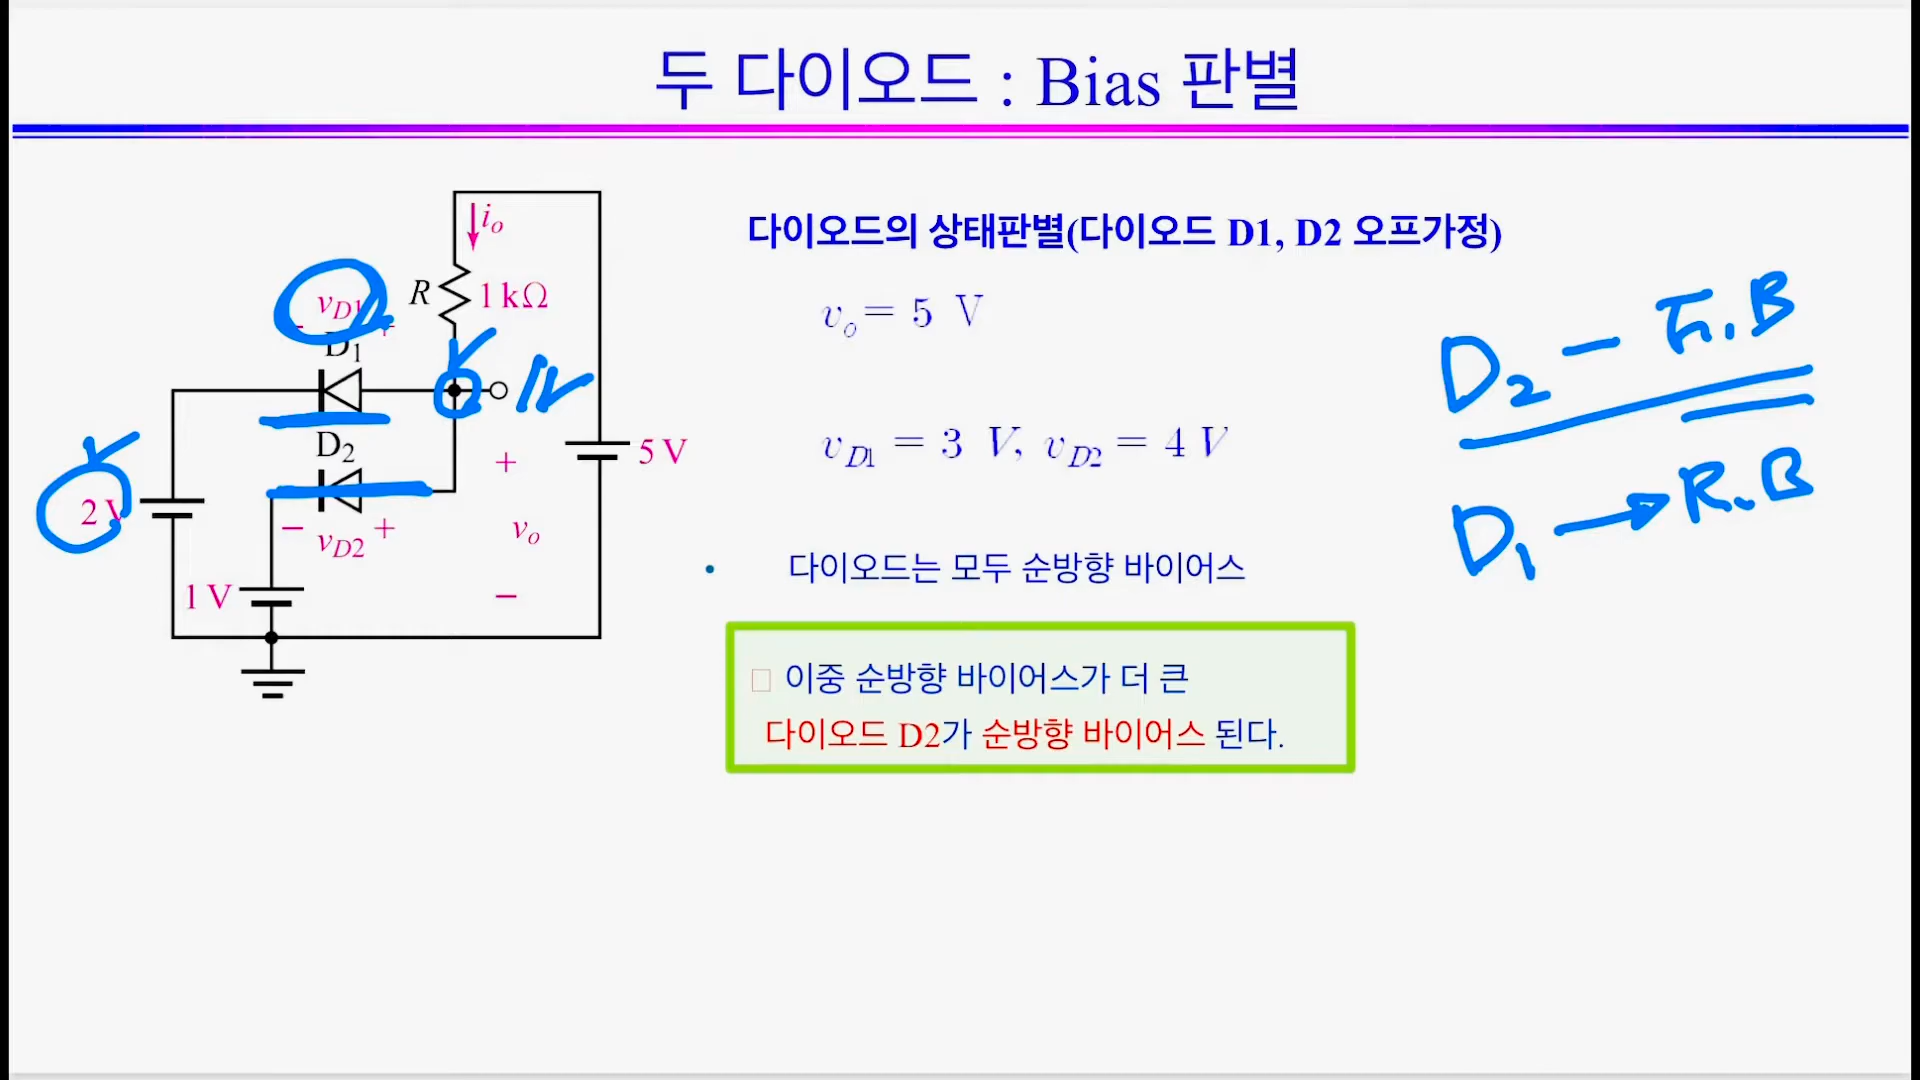 두 다이오드 : Bias 판별
다이오드의 상태판별(다이오드 D1, D2 오프가정)
v_o = 5 V
v_D1 = 3 V, v_D2 = 4 V
• 다이오드는 모두 순방향 바이어스
□ 이중 순방향 바이어스가 더 큰
다이오드 D2가 순방향 바이어스 된다.
i_o
R 1 kΩ
v_D1
− +
D1
1V
D2
5 V
2 V
− v_D2 +
+
v_o
−
1 V
D2 − F.B
D1 → R.B